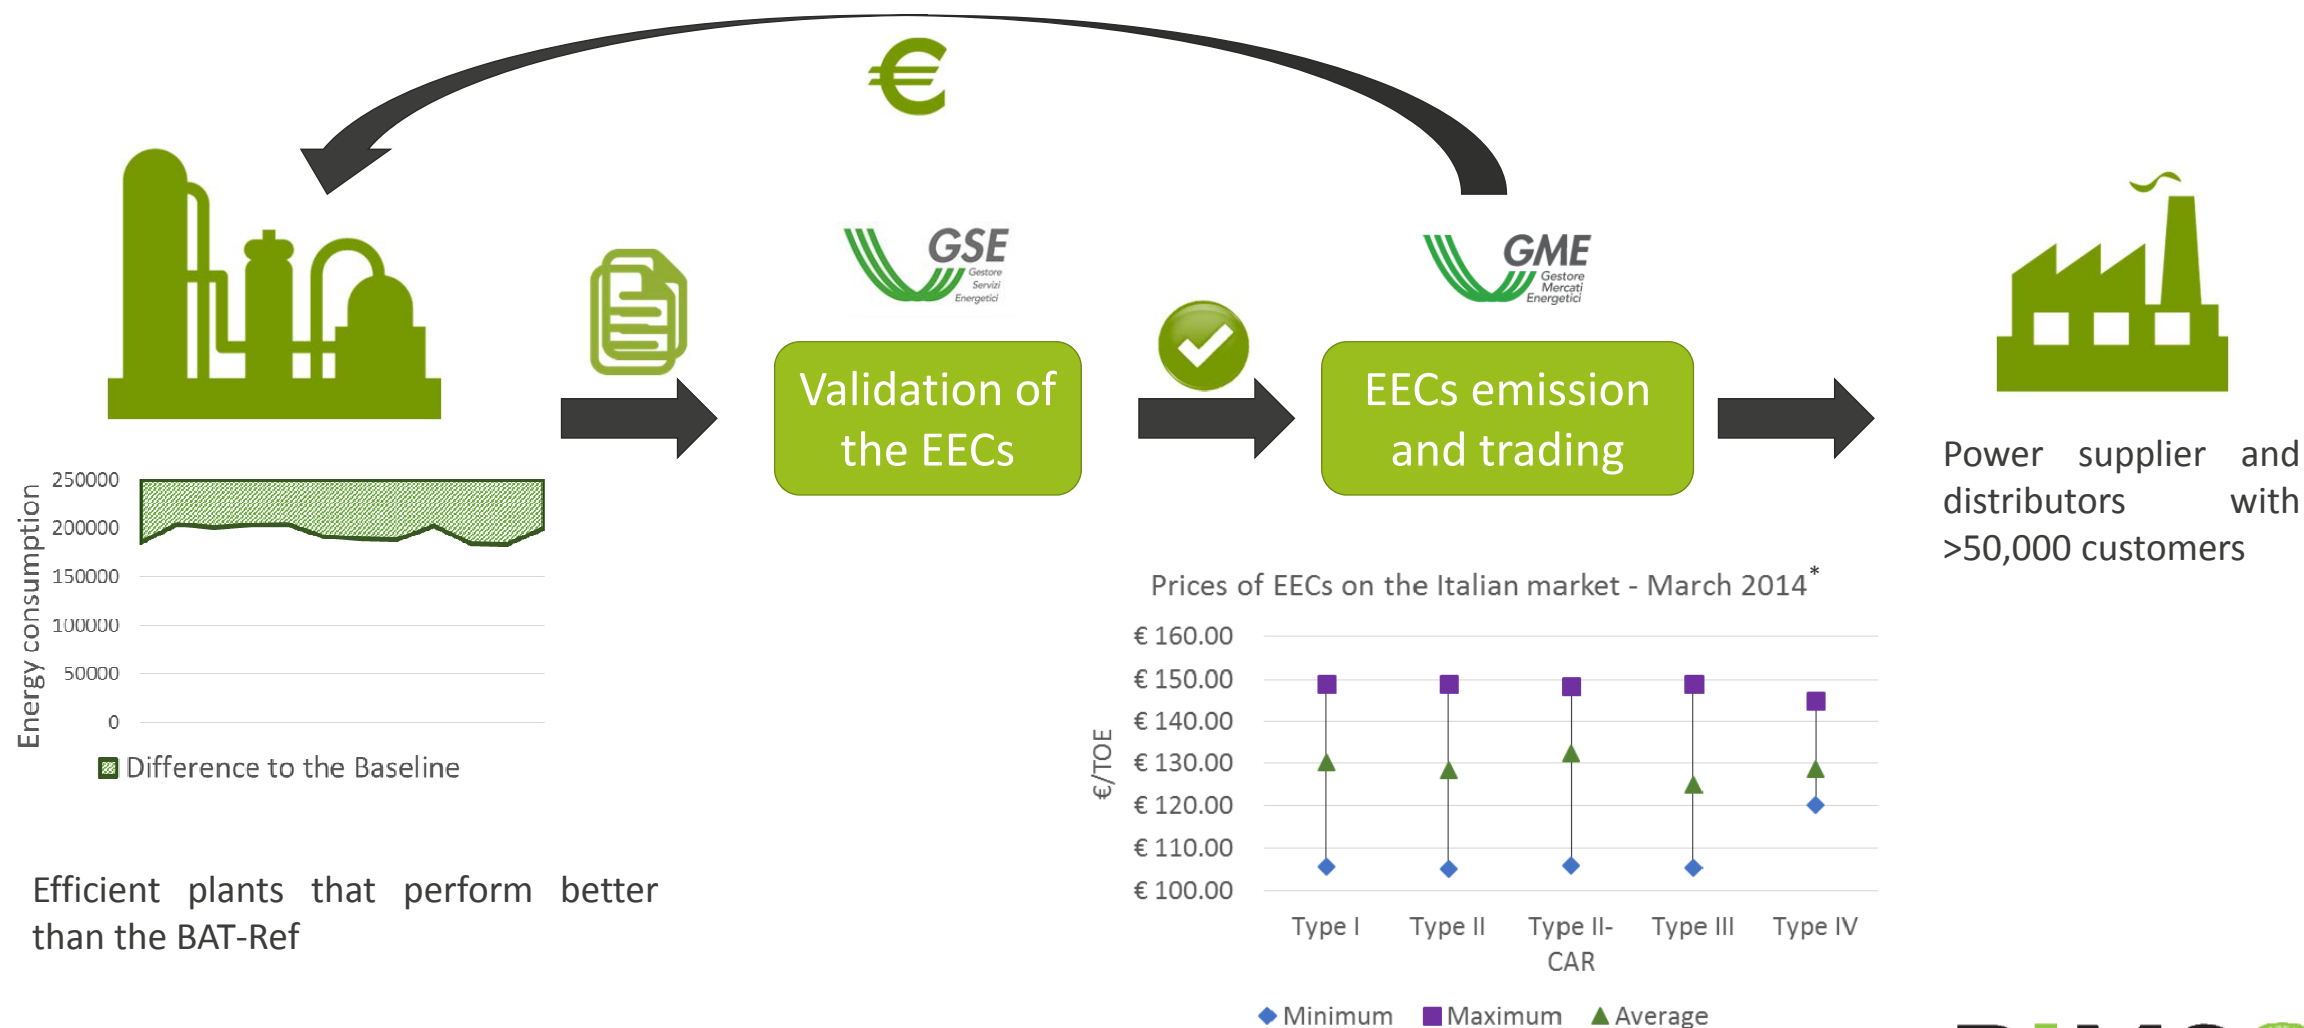 €
GSE
Gestore
Servizi
Energetici
GME
Gestore
Mercati
Energetici
Validation of
the EECs
EECs emission
and trading
Power supplier and
distributors with
>50,000 customers
Energy consumption
250000
200000
150000
100000
50000
0
Difference to the Baseline
Efficient plants that perform better
than the BAT-Ref
Prices of EECs on the Italian market - March 2014*
€/TOE
€ 160.00
€ 150.00
€ 140.00
€ 130.00
€ 120.00
€ 110.00
€ 100.00
Type I
Type II
Type II-
CAR
Type III
Type IV
Minimum
Maximum
Average